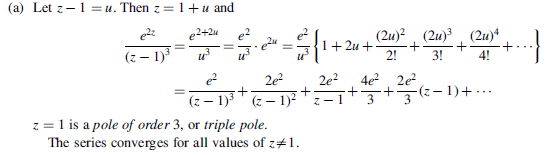 (a) Let z − 1 = u. Then z = 1 + u and
e^{2z}/(z − 1)^3 = e^{2+2u}/u^3 = e^2/u^3 · e^{2u} = e^2/u^3 {1 + 2u + (2u)^2/2! + (2u)^3/3! + (2u)^4/4! + ···}
= e^2/(z − 1)^3 + 2e^2/(z − 1)^2 + 2e^2/(z − 1) + 4e^2/3 + 2e^2/3 (z − 1) + ···
z = 1 is a pole of order 3, or triple pole.
The series converges for all values of z ≠ 1.